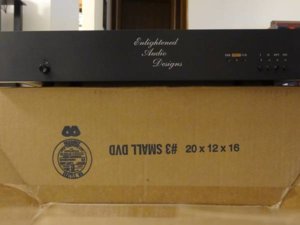 Enlightened
Audio
Designs
#3 SMALL DVD
20 x 12 x 16